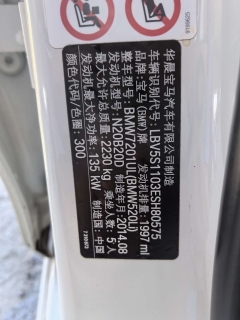 华晨宝马汽车有限公司制造
车辆识别代号: LBV5S1103ESH80575
品牌: 宝马(BMW)牌
整车型号: BMW7201UL(BMW520Li) 发动机排量: 1997ml
发动机型号: N20B20D 制造年月: 2014.08
最大允许总质量: 2230 kg 乘坐人数: 5人
发动机最大净功率: 135 kW 制造国: 中国
颜色代码/色圈: 300